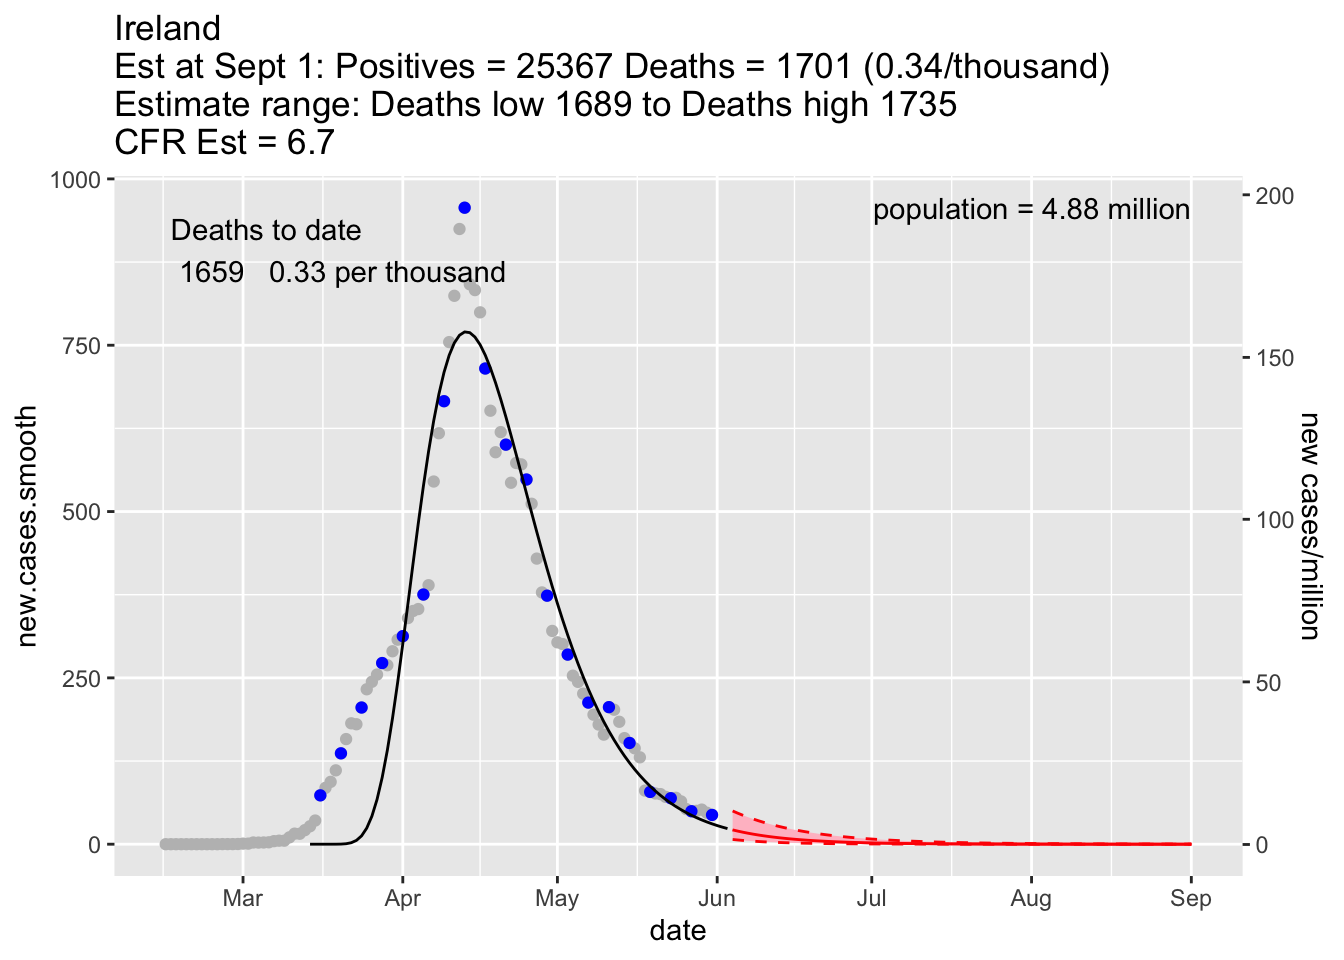 Ireland
Est at Sept 1: Positives = 25367 Deaths = 1701 (0.34/thousand)
Estimate range: Deaths low 1689 to Deaths high 1735
CFR Est = 6.7
Deaths to date
1659 0.33 per thousand
population = 4.88 million
new.cases.smooth
1000
750
500
250
0
200
150
100
50
0
new cases/million
Mar Apr May Jun Jul Aug Sep
date